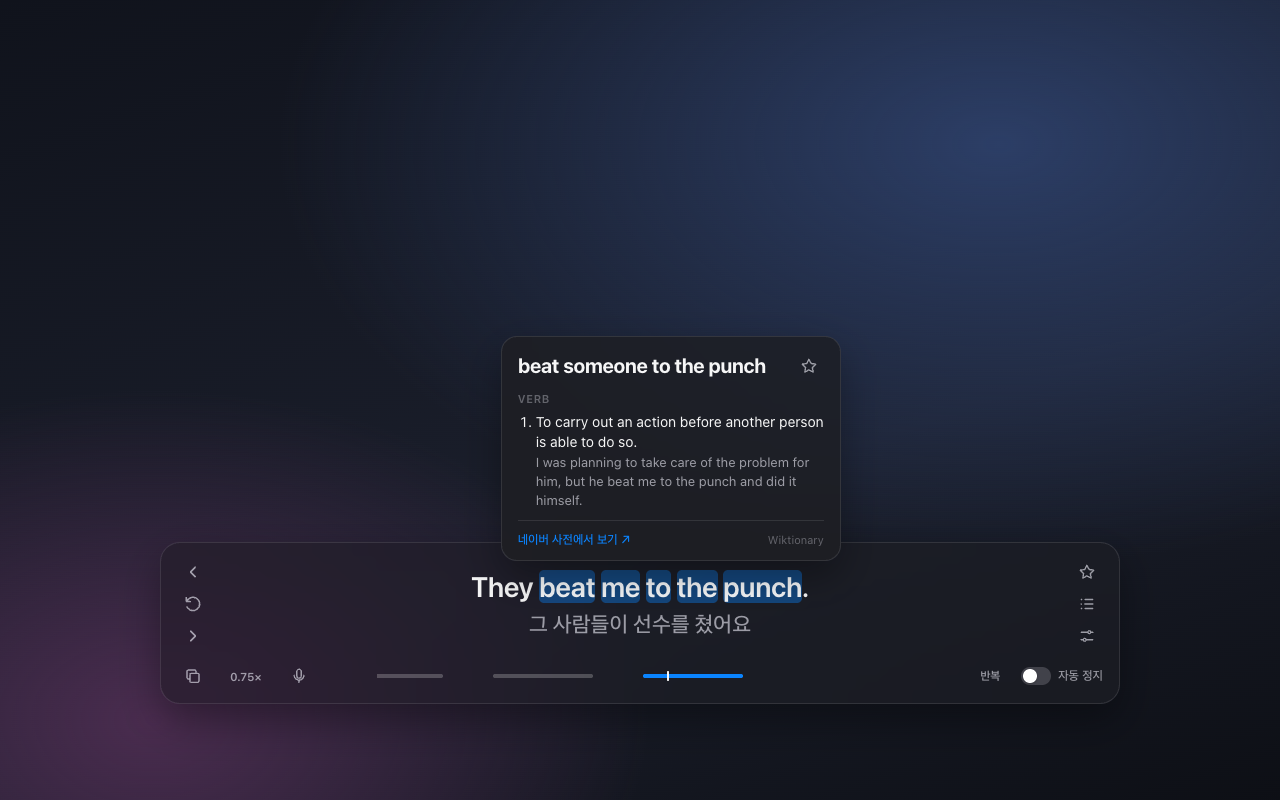 beat someone to the punch
VERB
1. To carry out an action before another person
is able to do so.
I was planning to take care of the problem for
him, but he beat me to the punch and did it
himself.
네이버 사전에서 보기 ↗
Wiktionary
They beat me to the punch.
그 사람들이 선수를 쳤어요
0.75×
반복
자동 정지